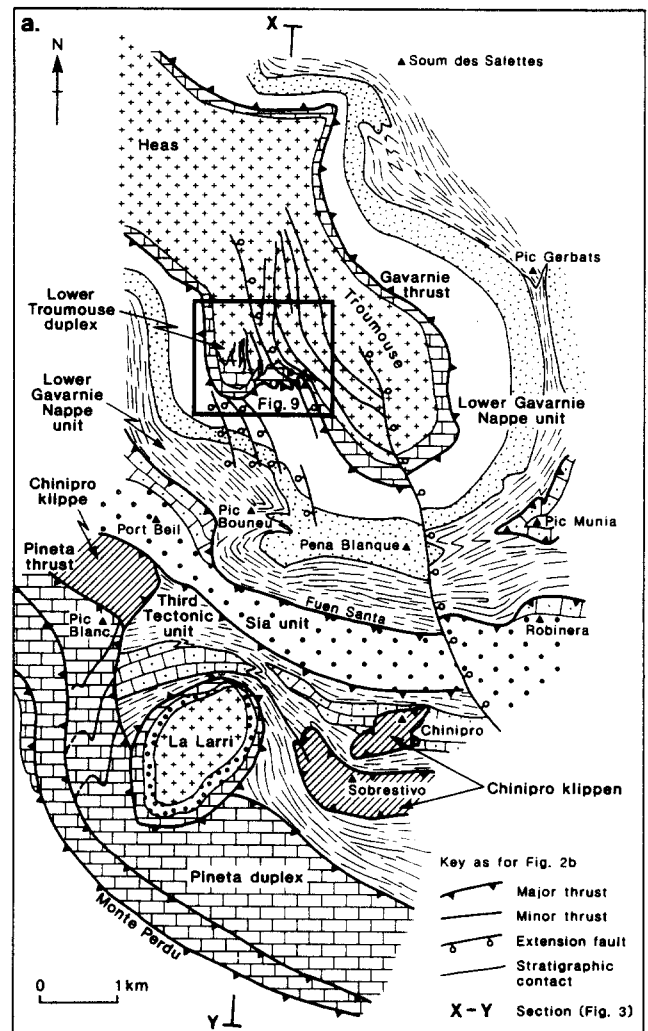 a.
X
N
Soum des Salettes
Heas
Pic Gerbats
Gavarnie
thrust
Troumouse
Lower
Troumouse
duplex
Lower
Gavarnie
Nappe
unit
Fig. 9
Lower Gavarnie
Nappe unit
Chinipro
klippe
Port Beil
Pic
Bouneu
Pena Blanque
Pic Munia
Pineta
thrust
Pic
Blanc
Third
Tectonic
unit
Sia unit
Fuen Santa
Robinera
La Larri
Chinipro
Sobrestivo
Chinipro klippen
Pineta duplex
Monte Perdu
Key as for Fig. 2b
Major thrust
Minor thrust
Extension fault
Stratigraphic
contact
X – Y Section (Fig. 3)
0 1 km
Y